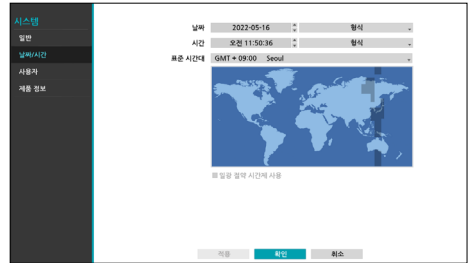 시스템
일반
날짜/시간
사용자
제품 정보
날짜 2022-05-16 형식
시간 오전 11:50:36 형식
표준 시간대 GMT + 09:00 Seoul
일광 절약 시간제 사용
적용 확인 취소